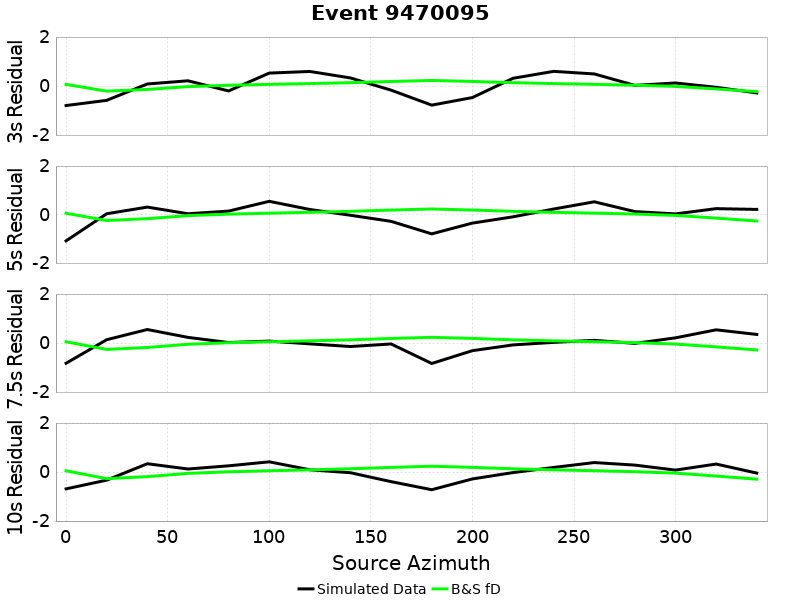 Event 9470095
3s Residual
2
0
-2
5s Residual
2
0
-2
7.5s Residual
2
0
-2
10s Residual
2
0
-2
0 50 100 150 200 250 300
Source Azimuth
Simulated Data B&S fD